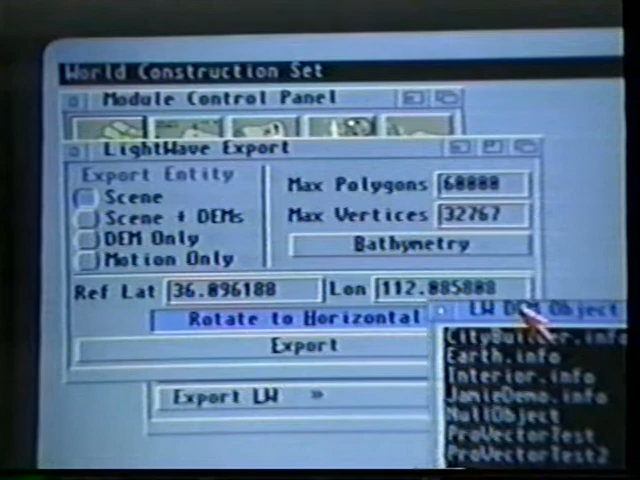 World Construction Set
Module Control Panel
LightWave Export
Export Entity
Scene
Scene + DEMs
DEM Only
Motion Only
Max Polygons 60000
Max Vertices 32767
Bathymetry
Ref Lat 36.096188 Lon 112.085808
Rotate to Horizontal
Export
Export LW »
LW DEM Object
CityBuilder.info
Earth.info
Interior.info
JamieDemo.info
NullObject
ProVectorTest
ProVectorTest2